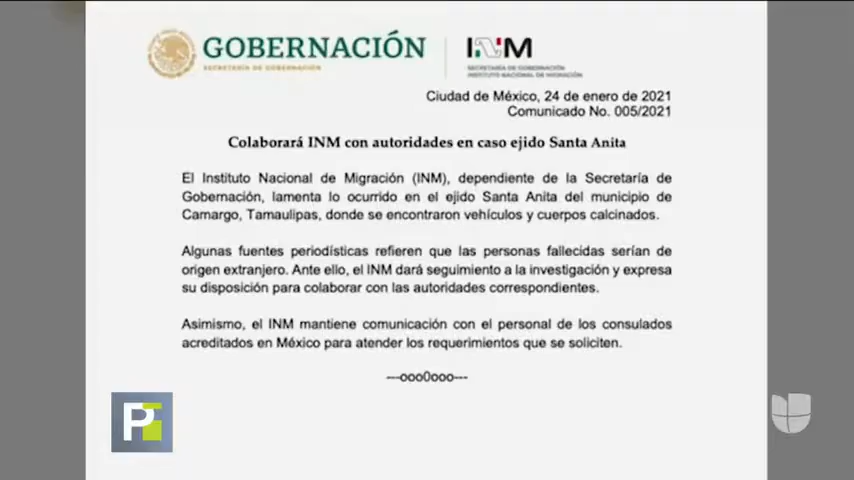 GOBERNACIÓN
SECRETARÍA DE GOBERNACIÓN
INM
SECRETARÍA DE GOBERNACIÓN
INSTITUTO NACIONAL DE MIGRACIÓN
Ciudad de México, 24 de enero de 2021
Comunicado No. 005/2021
Colaborará INM con autoridades en caso ejido Santa Anita
El Instituto Nacional de Migración (INM), dependiente de la Secretaría de
Gobernación, lamenta lo ocurrido en el ejido Santa Anita del municipio de
Camargo, Tamaulipas, donde se encontraron vehículos y cuerpos calcinados.
Algunas fuentes periodísticas refieren que las personas fallecidas serían de
origen extranjero. Ante ello, el INM dará seguimiento a la investigación y expresa
su disposición para colaborar con las autoridades correspondientes.
Asimismo, el INM mantiene comunicación con el personal de los consulados
acreditados en México para atender los requerimientos que se soliciten.
---ooo0ooo---
P